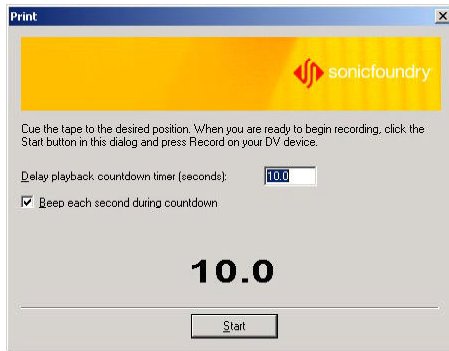 Print
sonicfoundry
Cue the tape to the desired position. When you are ready to begin recording, click the
Start button in this dialog and press Record on your DV device.
Delay playback countdown timer (seconds): 10.0
Beep each second during countdown
10.0
Start